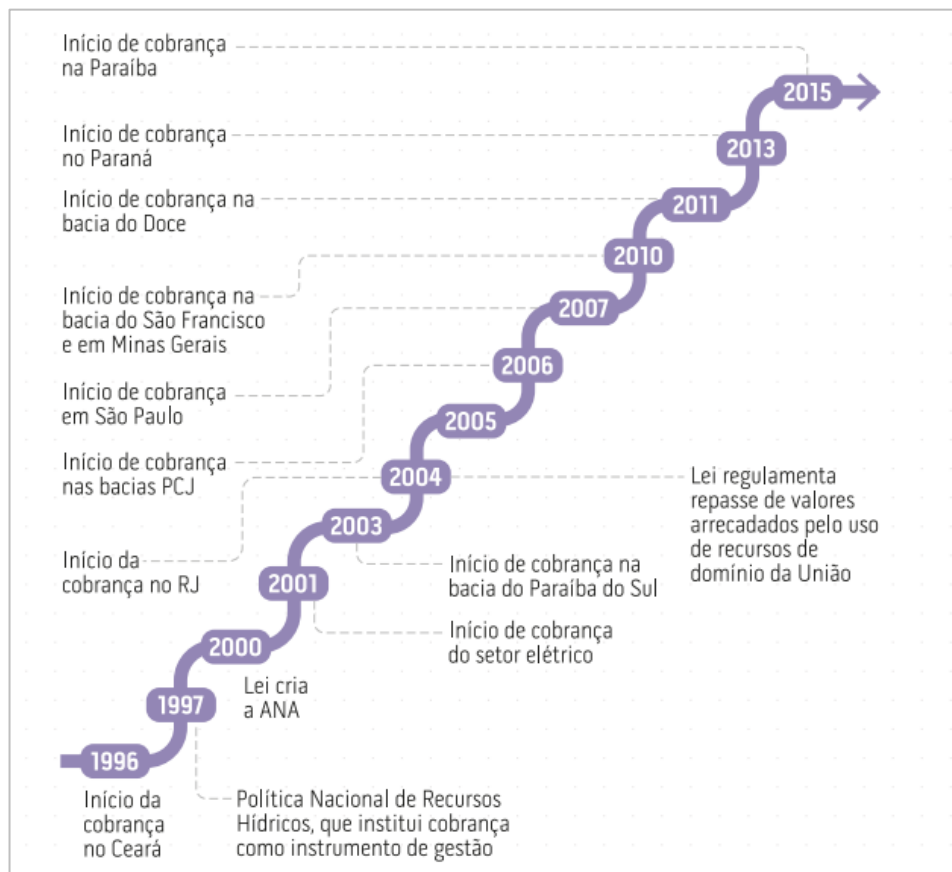 Início de cobrança
na Paraíba
2015
Início de cobrança
no Paraná
2013
Início de cobrança na
bacia do Doce
2011
2010
Início de cobrança na
bacia do São Francisco
e em Minas Gerais
2007
2006
Início de cobrança
em São Paulo
2005
Início de cobrança
nas bacias PCJ
2004
Lei regulamenta
repasse de valores
arrecadados pelo uso
de recursos de
domínio da União
2003
Início da
cobrança no RJ
Início de cobrança na
bacia do Paraíba do Sul
2001
Início de cobrança
do setor elétrico
2000
Lei cria
a ANA
1997
1996
Início da
cobrança
no Ceará
Política Nacional de Recursos
Hídricos, que institui cobrança
como instrumento de gestão